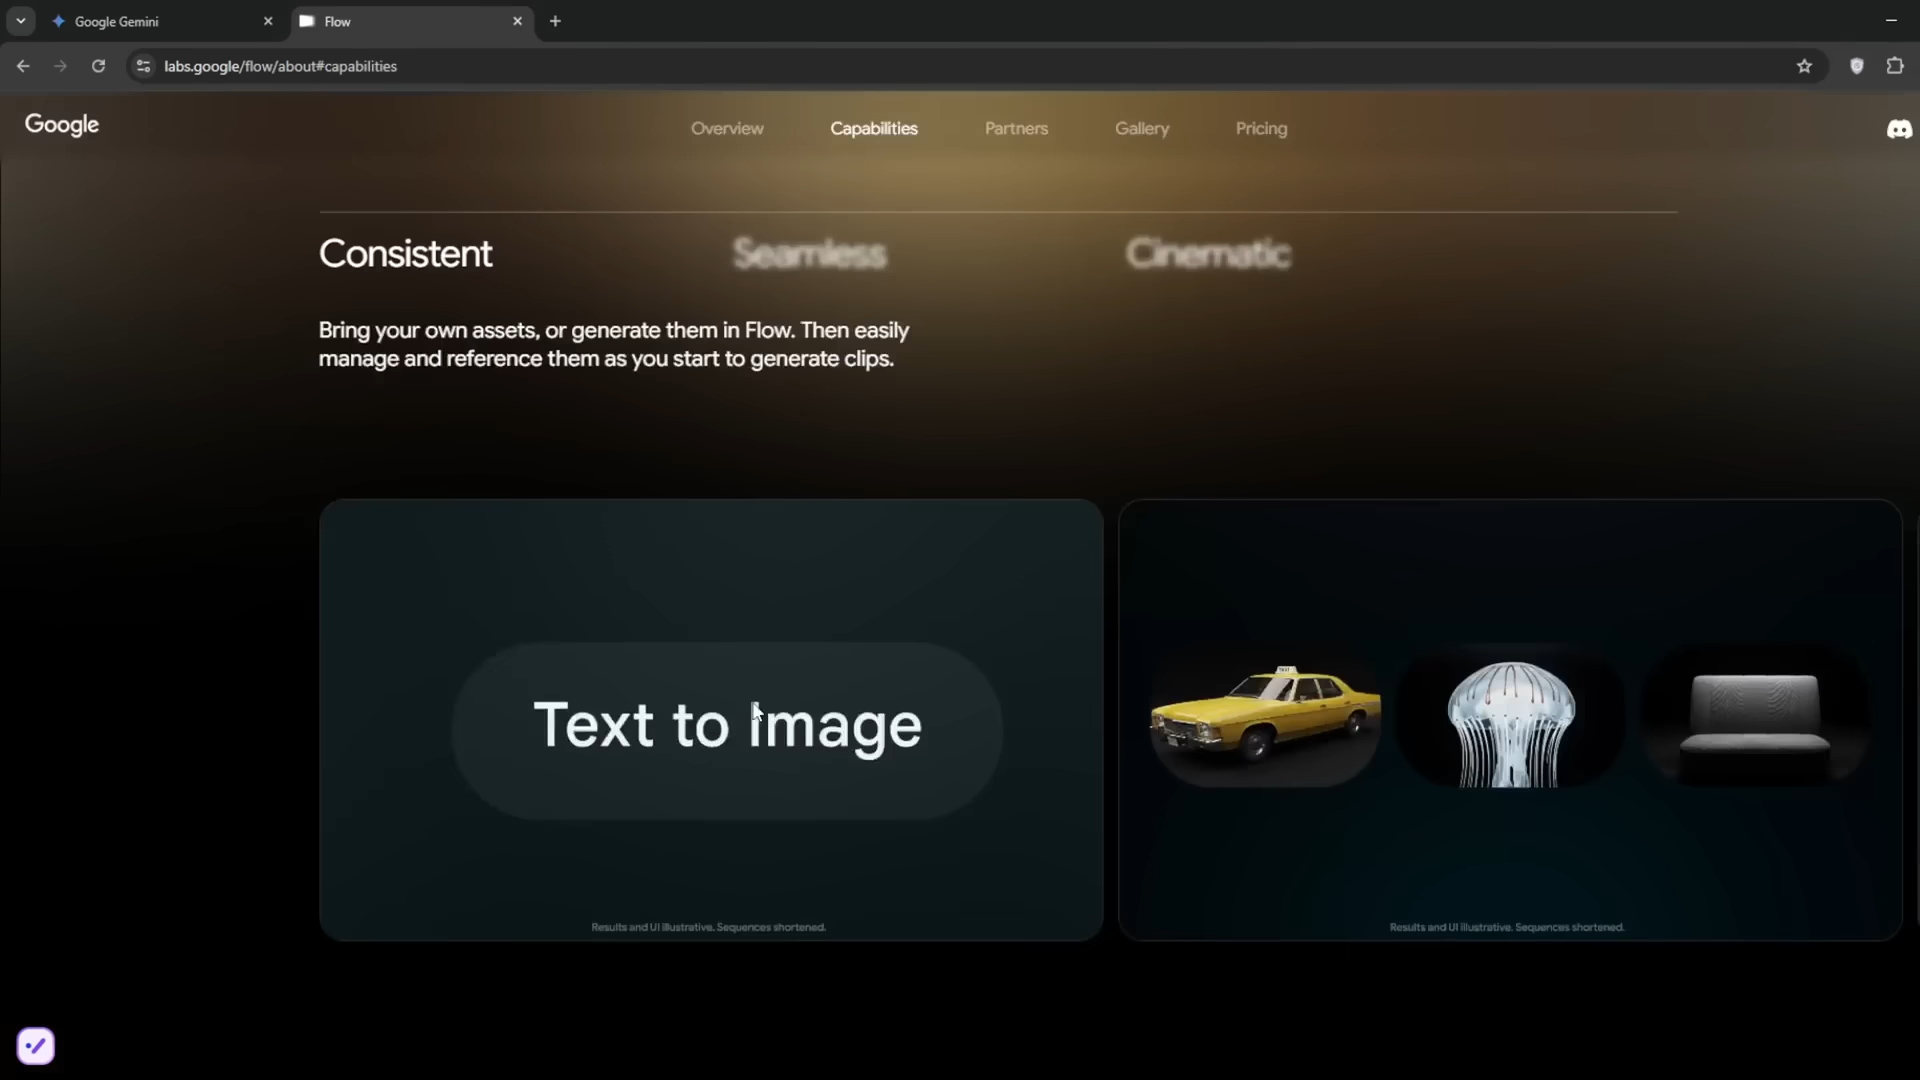 Google Gemini
Flow
labs.google/flow/about#capabilities
Google
Overview
Capabilities
Partners
Gallery
Pricing
Consistent
Seamless
Cinematic
Bring your own assets, or generate them in Flow. Then easily
manage and reference them as you start to generate clips.
Text to Image
TAXI
Results and UI illustrative. Sequences shortened.
Results and UI illustrative. Sequences shortened.